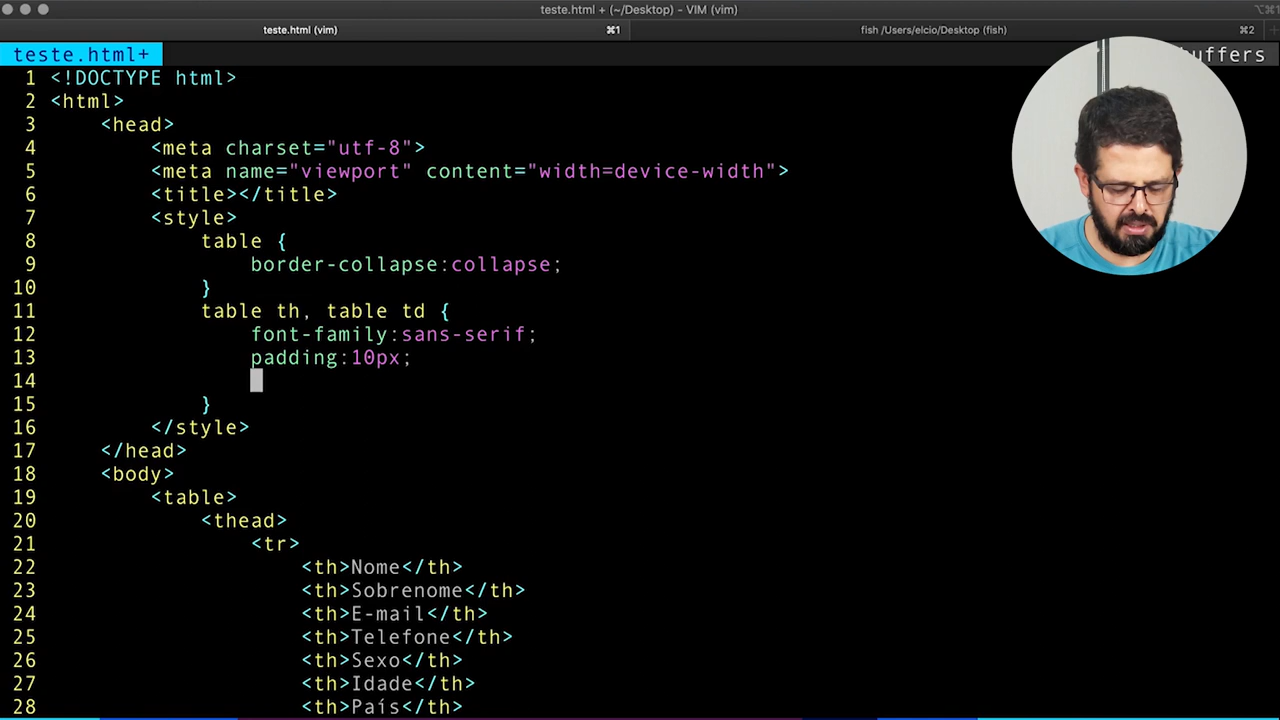 teste.html + (~/Desktop) - VIM (vim)
⌥⌘1
teste.html (vim)
⌘1
fish /Users/elcio/Desktop (fish)
⌘2
teste.html+
buffers
1 <!DOCTYPE html>
2 <html>
3 <head>
4 <meta charset="utf-8">
5 <meta name="viewport" content="width=device-width">
6 <title></title>
7 <style>
8 table {
9 border-collapse:collapse;
10 }
11 table th, table td {
12 font-family:sans-serif;
13 padding:10px;
14
15 }
16 </style>
17 </head>
18 <body>
19 <table>
20 <thead>
21 <tr>
22 <th>Nome</th>
23 <th>Sobrenome</th>
24 <th>E-mail</th>
25 <th>Telefone</th>
26 <th>Sexo</th>
27 <th>Idade</th>
28 <th>País</th>